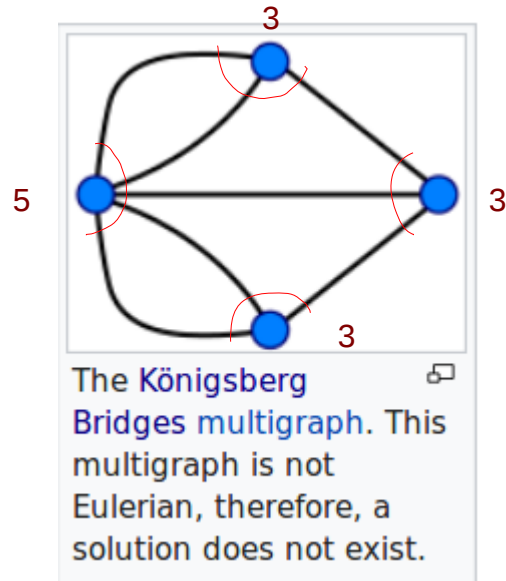 3
5
3
3
The Königsberg
Bridges multigraph. This
multigraph is not
Eulerian, therefore, a
solution does not exist.